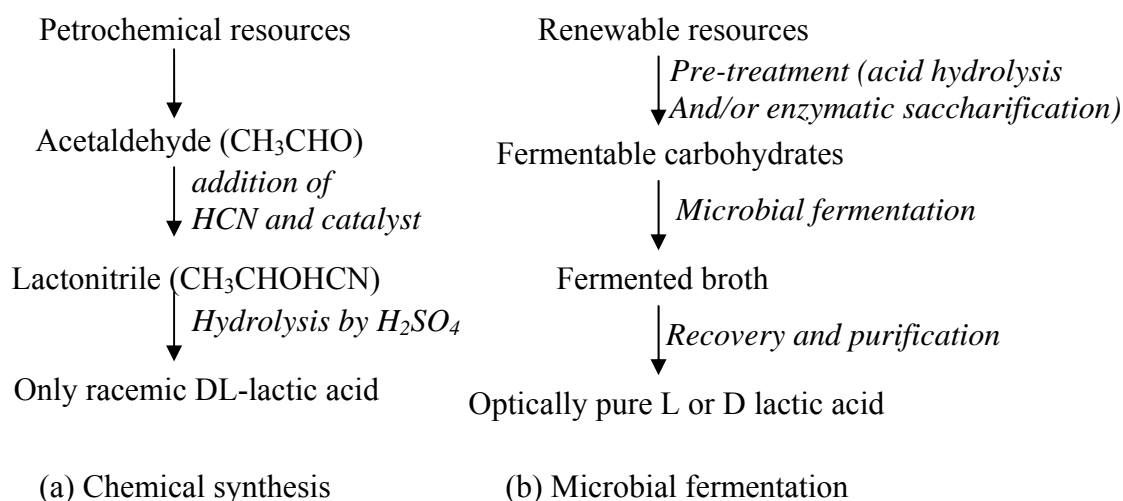 Petrochemical resources
Acetaldehyde (CH₃CHO)
addition of
HCN and catalyst
Lactonitrile (CH₃CHOHCN)
Hydrolysis by H₂SO₄
Only racemic DL-lactic acid
(a) Chemical synthesis
Renewable resources
Pre-treatment (acid hydrolysis
And/or enzymatic saccharification)
Fermentable carbohydrates
Microbial fermentation
Fermented broth
Recovery and purification
Optically pure L or D lactic acid
(b) Microbial fermentation